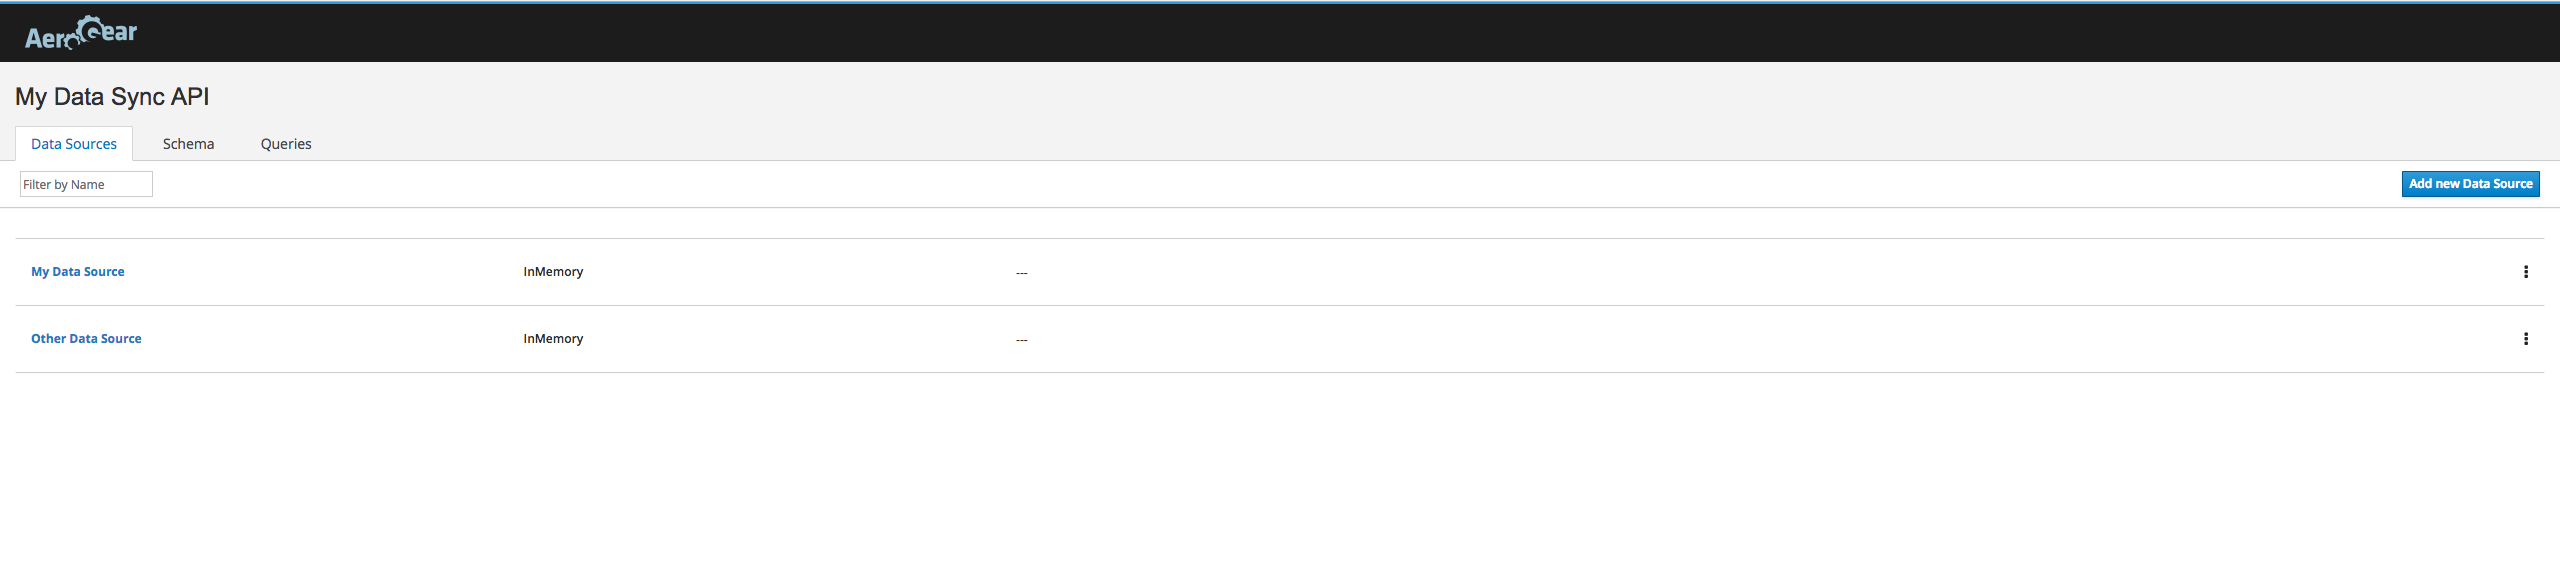 AeroGear
My Data Sync API
Data Sources Schema Queries
Filter by Name Add new Data Source
My Data Source InMemory ---
Other Data Source InMemory ---